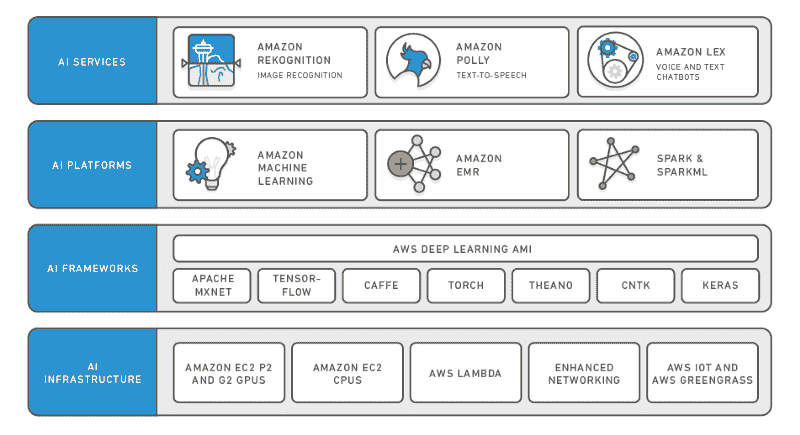 AI SERVICES
AMAZON
REKOGNITION
IMAGE RECOGNITION
AMAZON
POLLY
TEXT-TO-SPEECH
AMAZON LEX
VOICE AND TEXT
CHATBOTS
AI PLATFORMS
AMAZON
MACHINE
LEARNING
AMAZON
EMR
SPARK &
SPARKML
AI FRAMEWORKS
AWS DEEP LEARNING AMI
APACHE
MXNET
TENSOR-
FLOW
CAFFE
TORCH
THEANO
CNTK
KERAS
AI
INFRASTRUCTURE
AMAZON EC2 P2
AND G2 GPUS
AMAZON EC2
CPUS
AWS LAMBDA
ENHANCED
NETWORKING
AWS IOT AND
AWS GREENGRASS